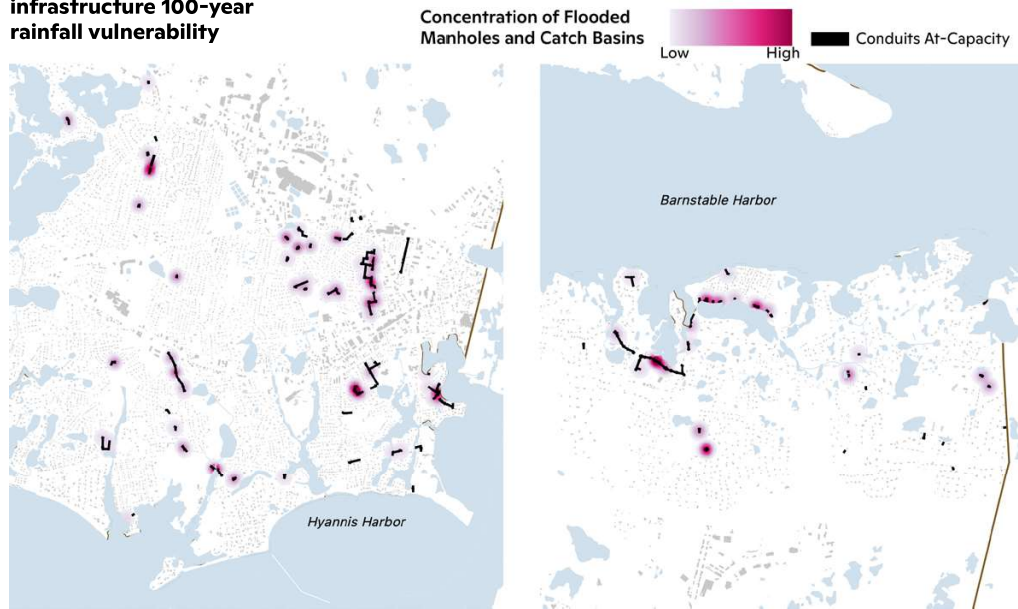 infrastructure 100-year
rainfall vulnerability
Concentration of Flooded
Manholes and Catch Basins
Low
High
Conduits At-Capacity
Barnstable Harbor
Hyannis Harbor